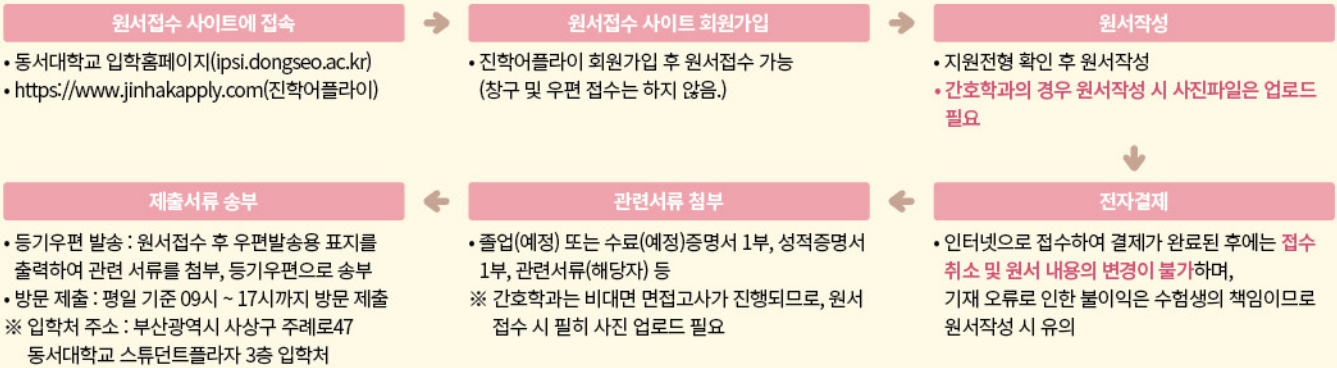 원서접수 사이트에 접속
• 동서대학교 입학홈페이지(ipsi.dongseo.ac.kr)
• https://www.jinhakapply.com(진학어플라이)
원서접수 사이트 회원가입
• 진학어플라이 회원가입 후 원서접수 가능
(창구 및 우편 접수는 하지 않음.)
원서작성
• 지원전형 확인 후 원서작성
• 간호학과의 경우 원서작성 시 사진파일은 업로드
필요
전자결제
• 인터넷으로 접수하여 결제가 완료된 후에는 접수
취소 및 원서 내용의 변경이 불가하며,
기재 오류로 인한 불이익은 수험생의 책임이므로
원서작성 시 유의
관련서류 첨부
• 졸업(예정) 또는 수료(예정)증명서 1부, 성적증명서
1부, 관련서류(해당자) 등
※ 간호학과는 비대면 면접고사가 진행되므로, 원서
접수 시 필히 사진 업로드 필요
제출서류 송부
• 등기우편 발송 : 원서접수 후 우편발송용 표지를
출력하여 관련 서류를 첨부, 등기우편으로 송부
• 방문 제출 : 평일 기준 09시 ~ 17시까지 방문 제출
※ 입학처 주소 : 부산광역시 사상구 주례로47
동서대학교 스튜던트플라자 3층 입학처